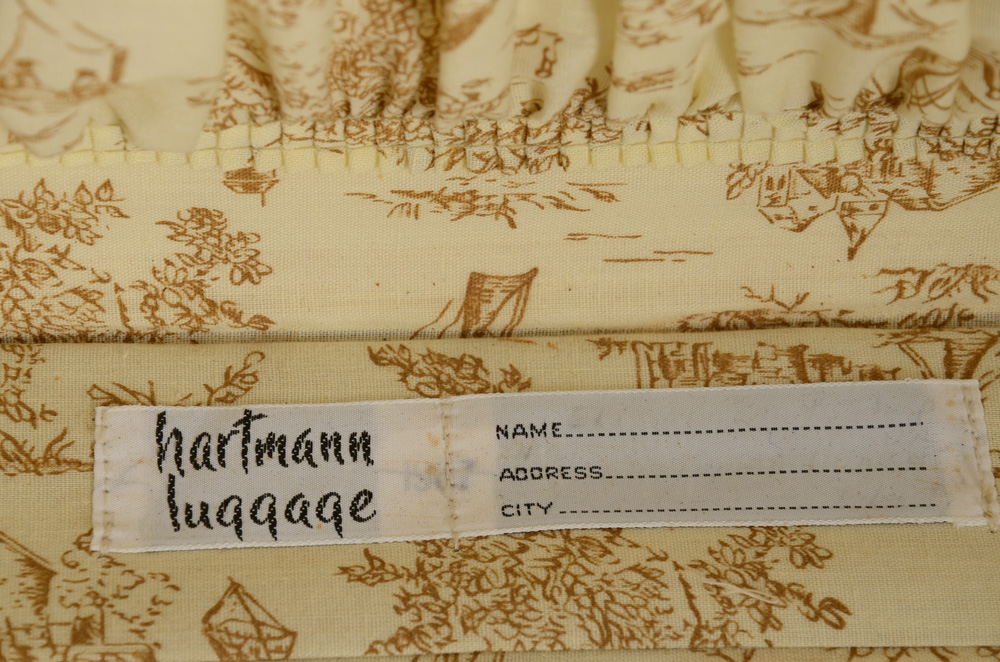 hartmann
luggage
NAME
ADDRESS
CITY